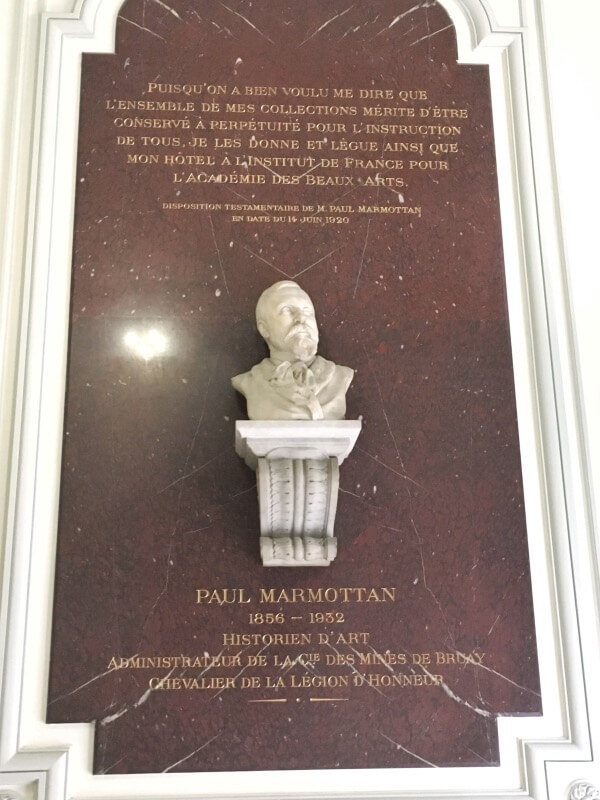 PUISQU'ON A BIEN VOULU ME DIRE QUE
L'ENSEMBLE DE MES COLLECTIONS MÉRITE D'ÊTRE
CONSERVÉ À PERPÉTUITÉ POUR L'INSTRUCTION
DE TOUS, JE LES DONNE ET LÈGUE AINSI QUE
MON HÔTEL À L'INSTITUT DE FRANCE POUR
L'ACADÉMIE DES BEAUX-ARTS.
DISPOSITION TESTAMENTAIRE DE M. PAUL MARMOTTAN
EN DATE DU 14 JUIN 1920
PAUL MARMOTTAN
1856 – 1932
HISTORIEN D'ART
ADMINISTRATEUR DE LA CIE DES MINES DE BRUAY
CHEVALIER DE LA LÉGION D'HONNEUR